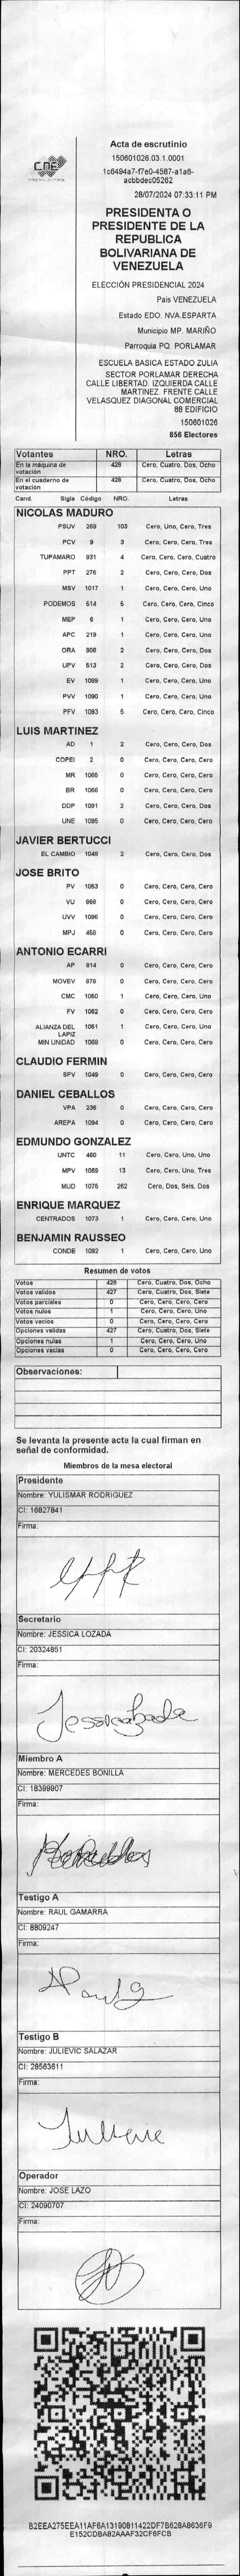 CNE
Acta de escrutinio
150601026.03.1.0001
1c6494a7-f7e0-4587-a1a6-
acbbdec05262
28/07/2024 07:33:11 PM
PRESIDENTA O
PRESIDENTE DE LA
REPUBLICA
BOLIVARIANA DE
VENEZUELA
ELECCIÓN PRESIDENCIAL 2024
Pais VENEZUELA
Estado EDO. NVA.ESPARTA
Municipio MP. MARIÑO
Parroquia PQ. PORLAMAR
ESCUELA BASICA ESTADO ZULIA
SECTOR PORLAMAR DERECHA
CALLE LIBERTAD. IZQUIERDA CALLE
MARTINEZ. FRENTE CALLE
VELASQUEZ DIAGONAL COMERCIAL
88 EDIFICIO
150601026
856 Electores
Votantes NRO. Letras
En la máquina de votación 428 Cero, Cuatro, Dos, Ocho
En el cuaderno de votación 428 Cero, Cuatro, Dos, Ocho
Cand. Sigla Código NRO. Letras
NICOLAS MADURO
PSUV 269 103 Cero, Uno, Cero, Tres
PCV 9 3 Cero, Cero, Cero, Tres
TUPAMARO 931 4 Cero, Cero, Cero, Cuatro
PPT 276 2 Cero, Cero, Cero, Dos
MSV 1017 1 Cero, Cero, Cero, Uno
PODEMOS 514 5 Cero, Cero, Cero, Cinco
MEP 6 1 Cero, Cero, Cero, Uno
APC 219 1 Cero, Cero, Cero, Uno
ORA 906 2 Cero, Cero, Cero, Dos
UPV 513 2 Cero, Cero, Cero, Dos
EV 1089 1 Cero, Cero, Cero, Uno
PVV 1090 1 Cero, Cero, Cero, Uno
PFV 1093 5 Cero, Cero, Cero, Cinco
LUIS MARTINEZ
AD 1 2 Cero, Cero, Cero, Dos
COPEI 2 0 Cero, Cero, Cero, Cero
MR 1065 0 Cero, Cero, Cero, Cero
BR 1066 0 Cero, Cero, Cero, Cero
DDP 1091 2 Cero, Cero, Cero, Dos
UNE 1095 0 Cero, Cero, Cero, Cero
JAVIER BERTUCCI
EL CAMBIO 1048 2 Cero, Cero, Cero, Dos
JOSE BRITO
PV 1053 0 Cero, Cero, Cero, Cero
VU 868 0 Cero, Cero, Cero, Cero
UVV 1096 0 Cero, Cero, Cero, Cero
MPJ 458 0 Cero, Cero, Cero, Cero
ANTONIO ECARRI
AP 814 0 Cero, Cero, Cero, Cero
MOVEV 878 0 Cero, Cero, Cero, Cero
CMC 1050 1 Cero, Cero, Cero, Uno
FV 1062 0 Cero, Cero, Cero, Cero
ALIANZA DEL LAPIZ 1051 1 Cero, Cero, Cero, Uno
MIN UNIDAD 1068 0 Cero, Cero, Cero, Cero
CLAUDIO FERMIN
SPV 1049 0 Cero, Cero, Cero, Cero
DANIEL CEBALLOS
VPA 236 0 Cero, Cero, Cero, Cero
AREPA 1094 0 Cero, Cero, Cero, Cero
EDMUNDO GONZALEZ
UNTC 460 11 Cero, Cero, Uno, Uno
MPV 1069 13 Cero, Cero, Uno, Tres
MUD 1075 262 Cero, Dos, Seis, Dos
ENRIQUE MARQUEZ
CENTRADOS 1073 1 Cero, Cero, Cero, Uno
BENJAMIN RAUSSEO
CONDE 1092 1 Cero, Cero, Cero, Uno
Resumen de votos
Votos 428 Cero, Cuatro, Dos, Ocho
Votos validos 427 Cero, Cuatro, Dos, Siete
Votos parciales 0 Cero, Cero, Cero, Cero
Votos nulos 1 Cero, Cero, Cero, Uno
Votos vacios 0 Cero, Cero, Cero, Cero
Opciones validas 427 Cero, Cuatro, Dos, Siete
Opciones nulas 1 Cero, Cero, Cero, Uno
Opciones vacias 0 Cero, Cero, Cero, Cero
Observaciones:
Se levanta la presente acta la cual firman en
señal de conformidad.
Miembros de la mesa electoral
Presidente
Nombre: YULISMAR RODRIGUEZ
CI: 16827841
Firma:
Secretario
Nombre: JESSICA LOZADA
CI: 20324851
Firma:
Miembro A
Nombre: MERCEDES BONILLA
CI: 18399907
Firma:
Testigo A
Nombre: RAUL GAMARRA
CI: 8809247
Firma:
Testigo B
Nombre: JULIEVIC SALAZAR
CI: 28563611
Firma:
Operador
Nombre: JOSE LAZO
CI: 24090707
Firma:
B2EEA275EEA11AF6A13190811422DF7B628A8636F9
E152CDBA82AAAF32CF6FCB